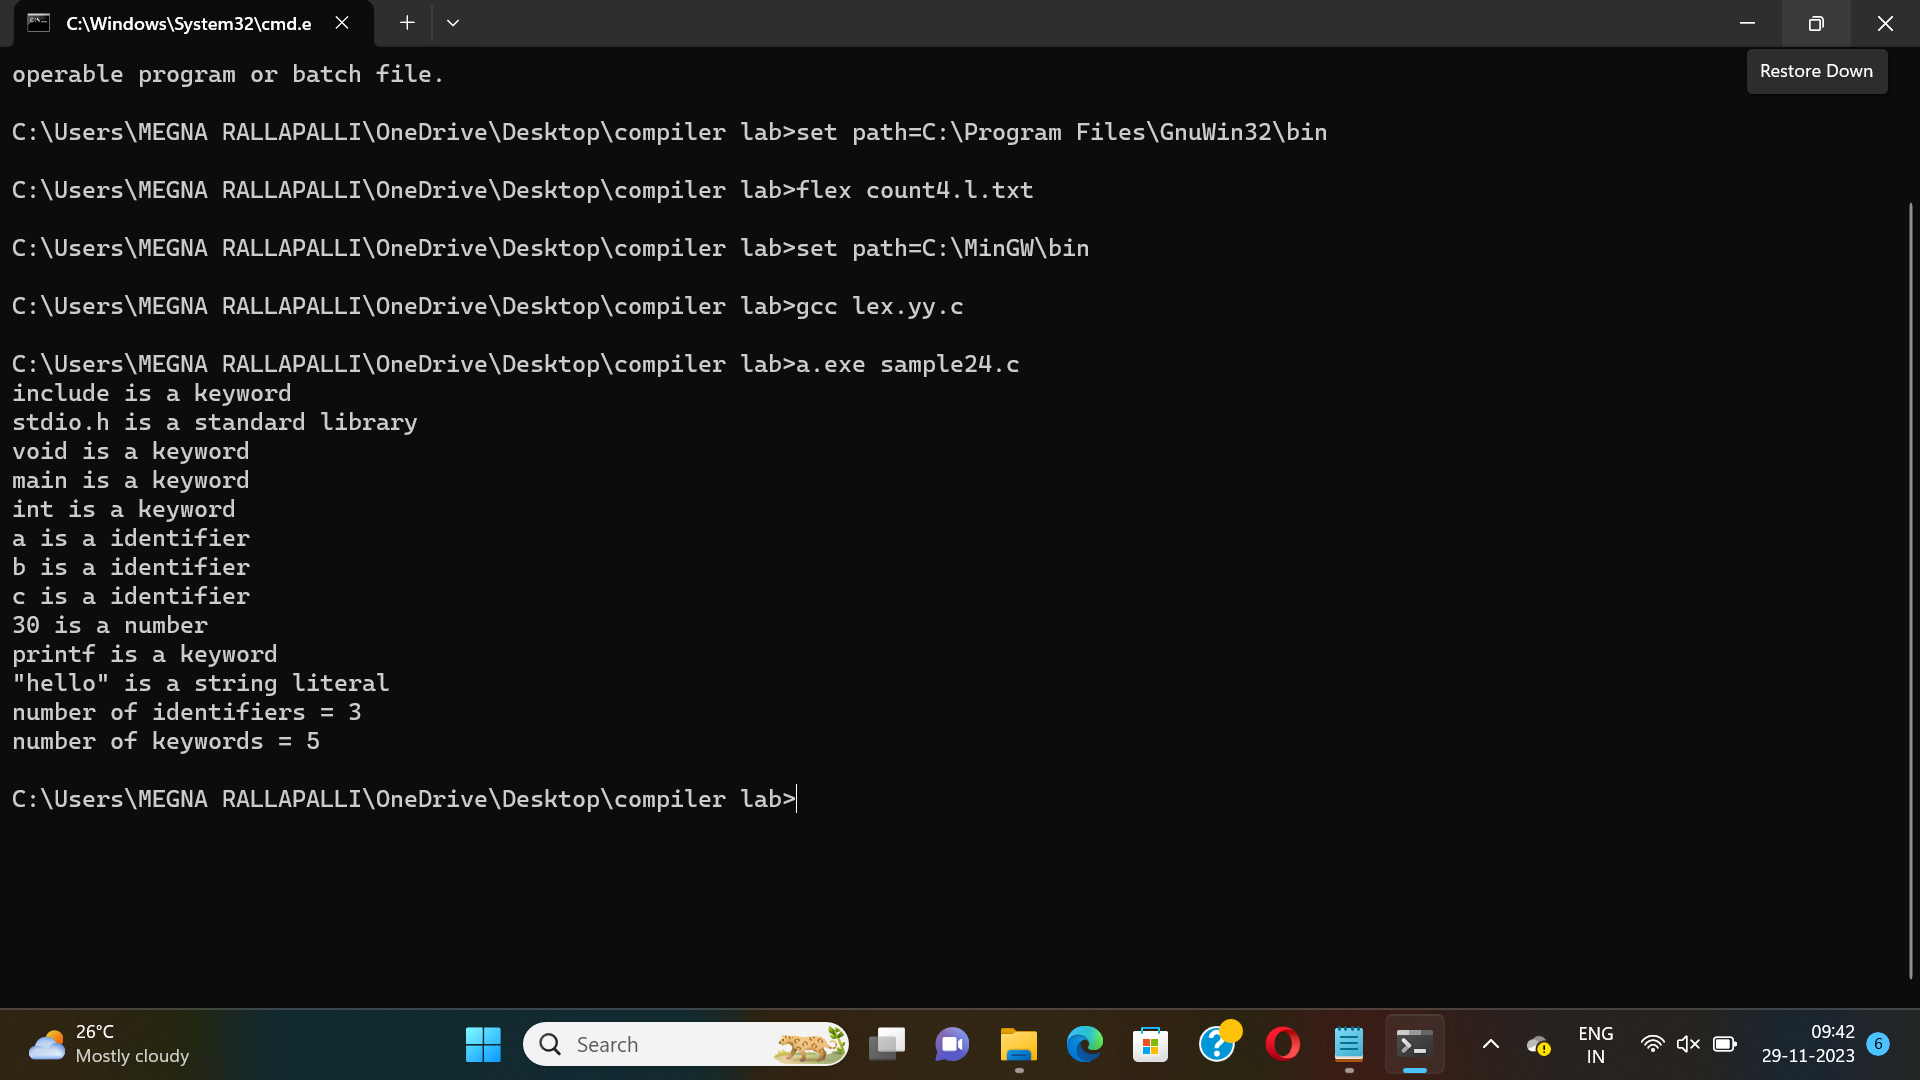 C:\Windows\System32\cmd.e
Restore Down
operable program or batch file.
C:\Users\MEGNA RALLAPALLI\OneDrive\Desktop\compiler lab>set path=C:\Program Files\GnuWin32\bin
C:\Users\MEGNA RALLAPALLI\OneDrive\Desktop\compiler lab>flex count4.l.txt
C:\Users\MEGNA RALLAPALLI\OneDrive\Desktop\compiler lab>set path=C:\MinGW\bin
C:\Users\MEGNA RALLAPALLI\OneDrive\Desktop\compiler lab>gcc lex.yy.c
C:\Users\MEGNA RALLAPALLI\OneDrive\Desktop\compiler lab>a.exe sample24.c
include is a keyword
stdio.h is a standard library
void is a keyword
main is a keyword
int is a keyword
a is a identifier
b is a identifier
c is a identifier
30 is a number
printf is a keyword
"hello" is a string literal
number of identifiers = 3
number of keywords = 5
C:\Users\MEGNA RALLAPALLI\OneDrive\Desktop\compiler lab>
26°C
Mostly cloudy
Search
ENG
IN
09:42
29-11-2023
6